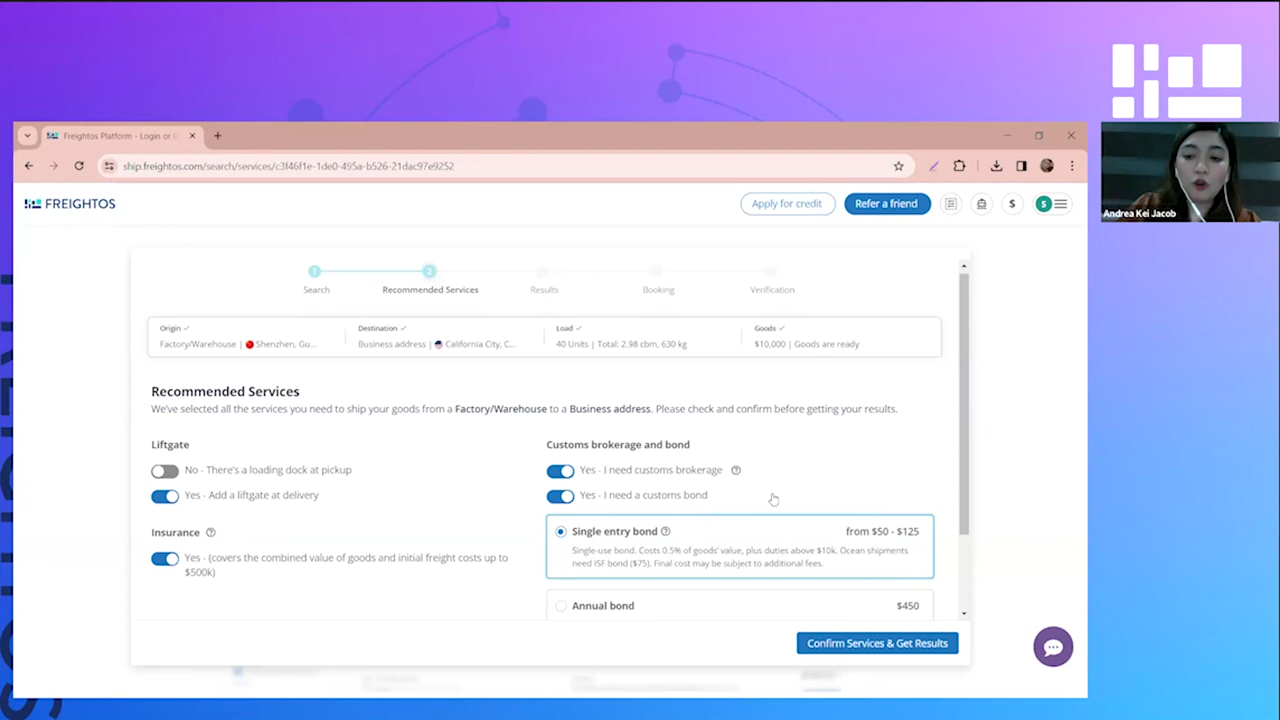 Freightos Platform - Login or
ship.freightos.com/search/services/c3f46f1e-1de0-495a-b526-21dac97e9252
FREIGHTOS
Apply for credit
Refer a friend
$
S
Andrea Kei Jacob
1
2
Search
Recommended Services
Results
Booking
Verification
Origin
Destination
Load
Goods
Factory/Warehouse | Shenzhen, Gu...
Business address | California City, C...
40 Units | Total: 2.98 cbm, 630 kg
$10,000 | Goods are ready
Recommended Services
We've selected all the services you need to ship your goods from a Factory/Warehouse to a Business address. Please check and confirm before getting your results.
Liftgate
No - There's a loading dock at pickup
Yes - Add a liftgate at delivery
Insurance
Yes - (covers the combined value of goods and initial freight costs up to
$500k)
Customs brokerage and bond
Yes - I need customs brokerage
Yes - I need a customs bond
Single entry bond
from $50 - $125
Single-use bond. Costs 0.5% of goods' value, plus duties above $10k. Ocean shipments
need ISF bond ($75). Final cost may be subject to additional fees.
Annual bond
$450
Confirm Services & Get Results